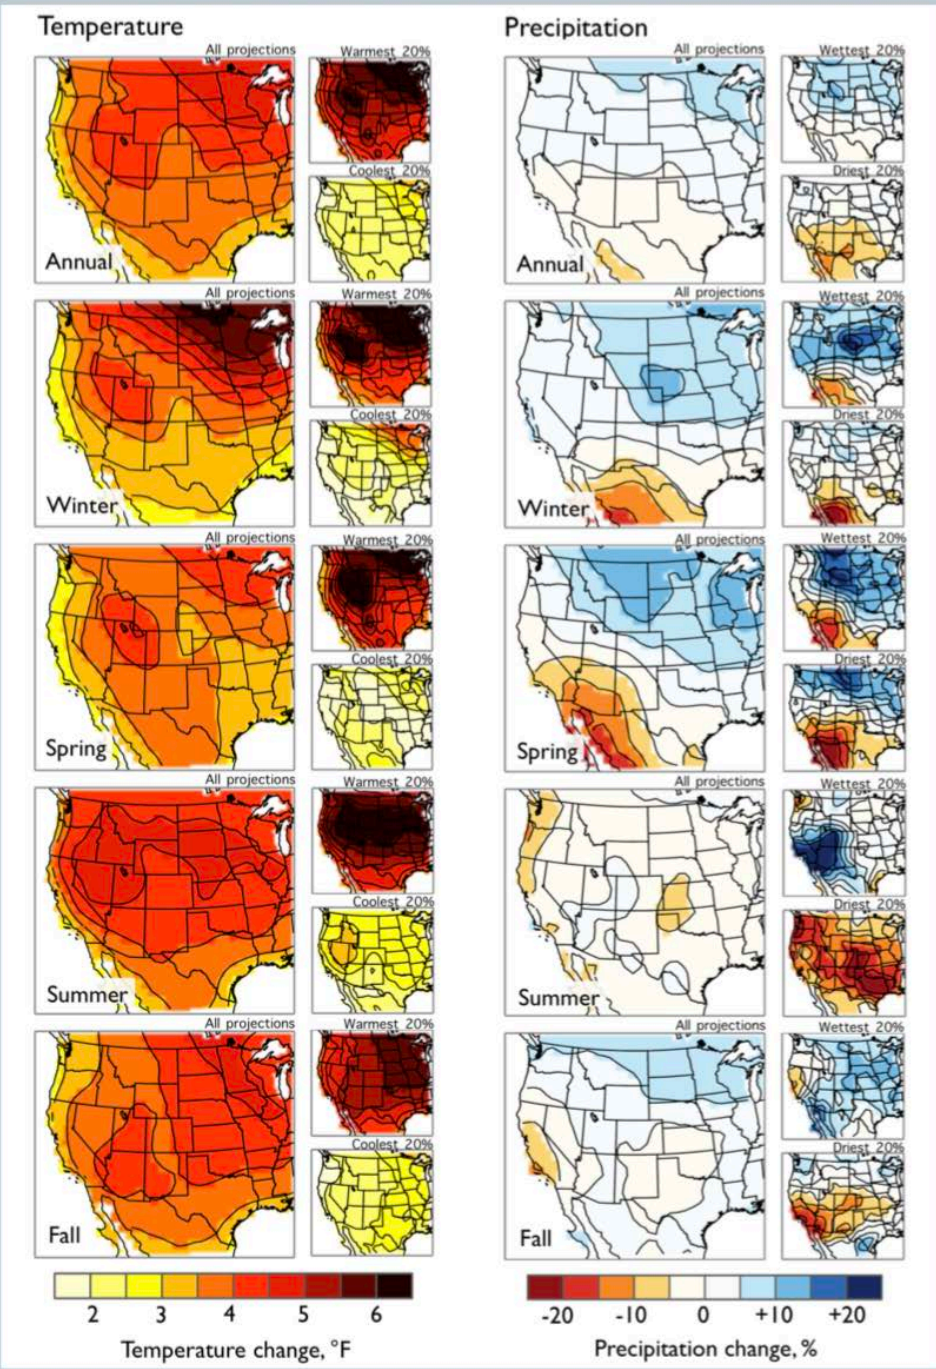 Temperature
Precipitation
All projections
Warmest 20%
All projections
Wettest 20%
Coolest 20%
Driest 20%
Annual
Annual
All projections
Warmest 20%
All projections
Wettest 20%
Coolest 20%
Driest 20%
Winter
Winter
All projections
Warmest 20%
All projections
Wettest 20%
Coolest 20%
Driest 20%
Spring
Spring
All projections
Warmest 20%
All projections
Wettest 20%
Coolest 20%
Driest 20%
Summer
Summer
All projections
Warmest 20%
All projections
Wettest 20%
Coolest 20%
Driest 20%
Fall
Fall
2 3 4 5 6
-20 -10 0 +10 +20
Temperature change, °F
Precipitation change, %